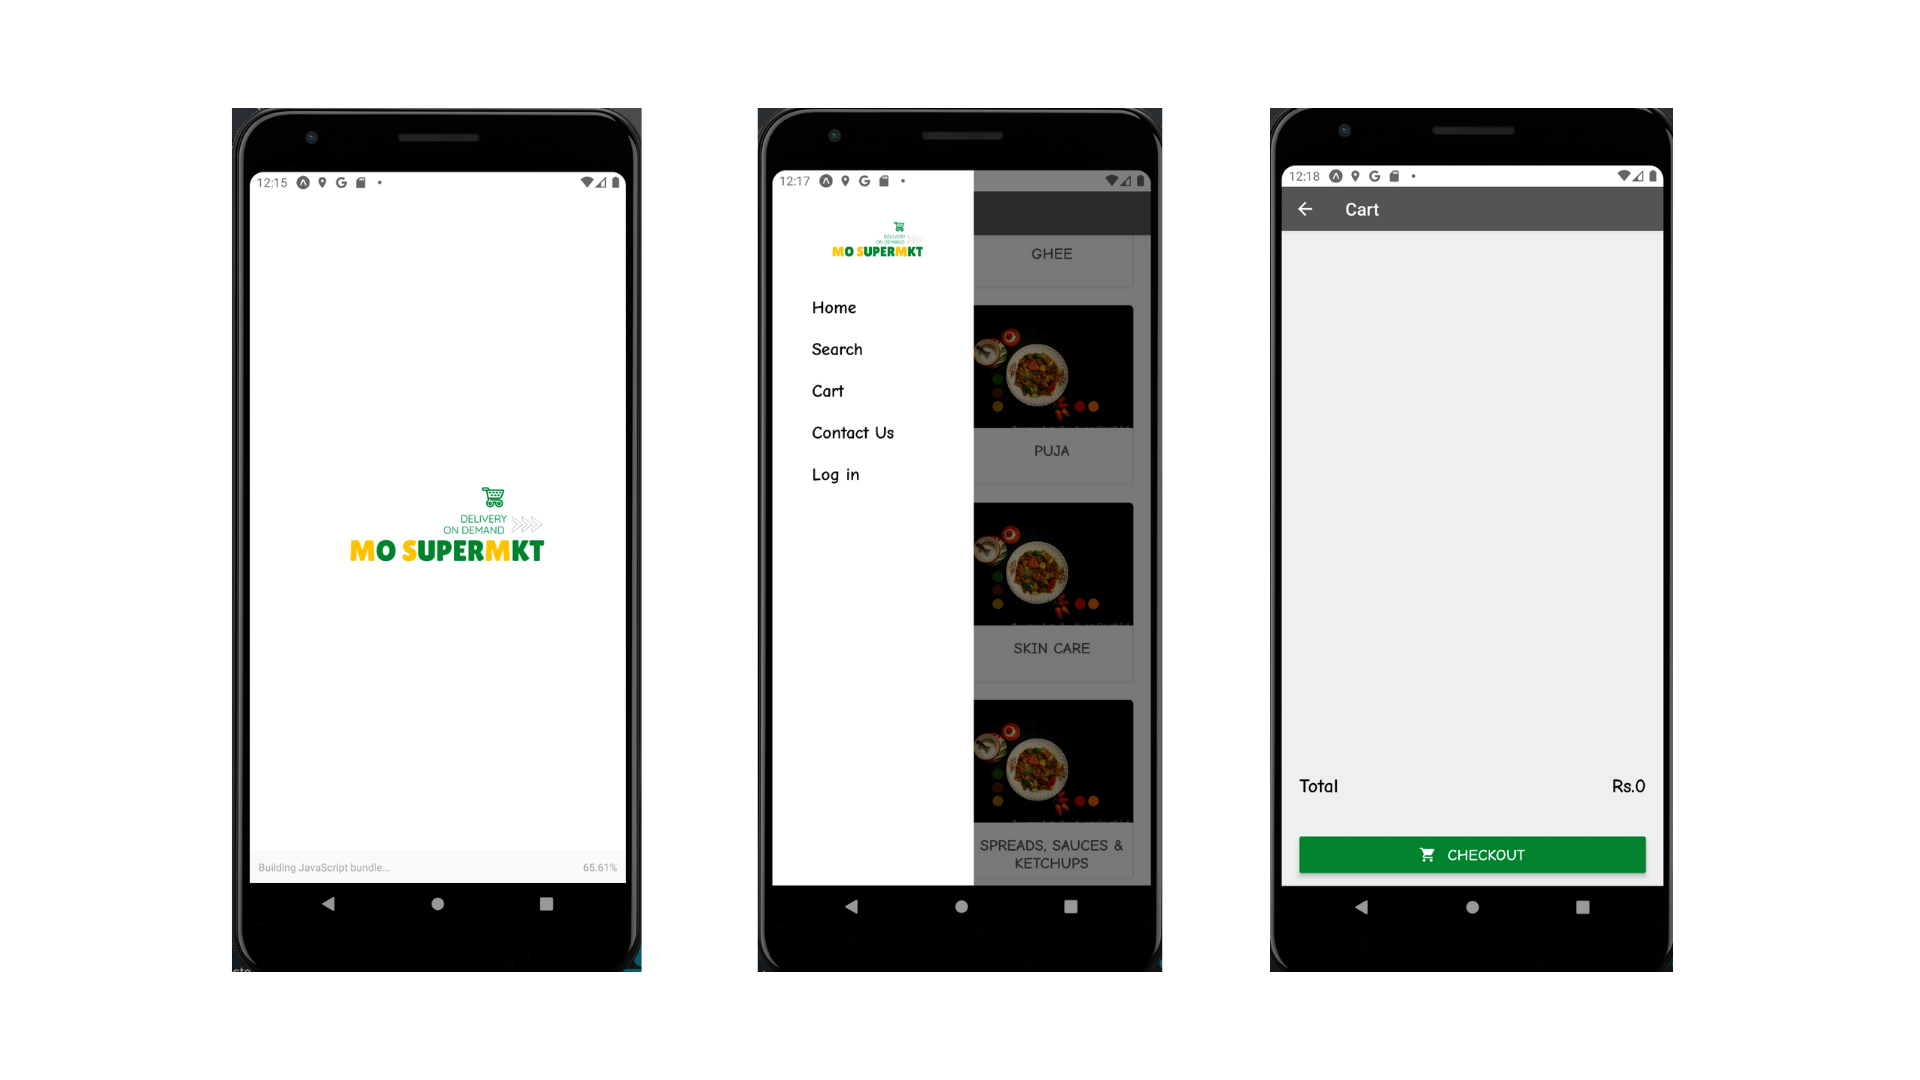 12:15
DELIVERY
ON DEMAND
MO SUPERMKT
Building JavaScript bundle... 65.61%
12:17
DELIVERY
ON DEMAND
MO SUPERMKT
Home
Search
Cart
Contact Us
Log in
GHEE
PUJA
SKIN CARE
SPREADS, SAUCES &
KETCHUPS
12:18
Cart
Total Rs.0
CHECKOUT